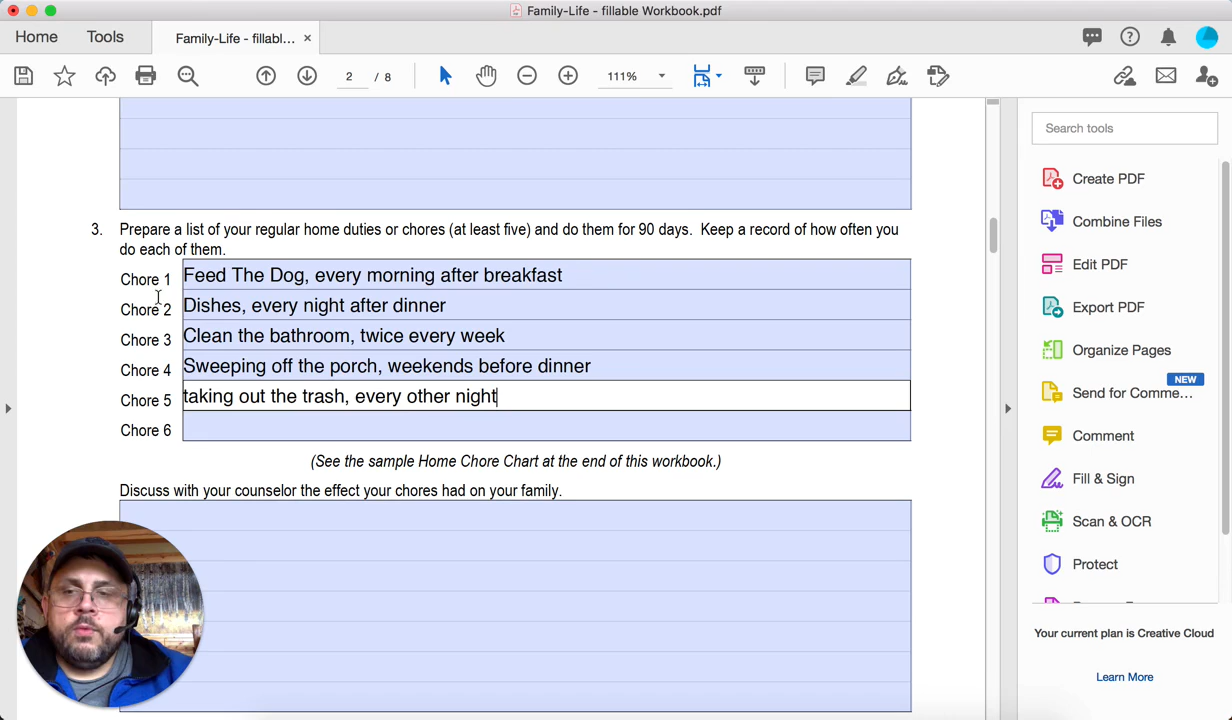 Family-Life - fillable Workbook.pdf
Home
Tools
Family-Life - fillabl...
2 / 8
111%
Search tools
Create PDF
Combine Files
Edit PDF
Export PDF
Organize Pages
NEW
Send for Comme...
Comment
Fill & Sign
Scan & OCR
Protect
Your current plan is Creative Cloud
Learn More
3. Prepare a list of your regular home duties or chores (at least five) and do them for 90 days. Keep a record of how often you
do each of them.
Chore 1 Feed The Dog, every morning after breakfast
Chore 2 Dishes, every night after dinner
Chore 3 Clean the bathroom, twice every week
Chore 4 Sweeping off the porch, weekends before dinner
Chore 5 taking out the trash, every other night
Chore 6
(See the sample Home Chore Chart at the end of this workbook.)
Discuss with your counselor the effect your chores had on your family.